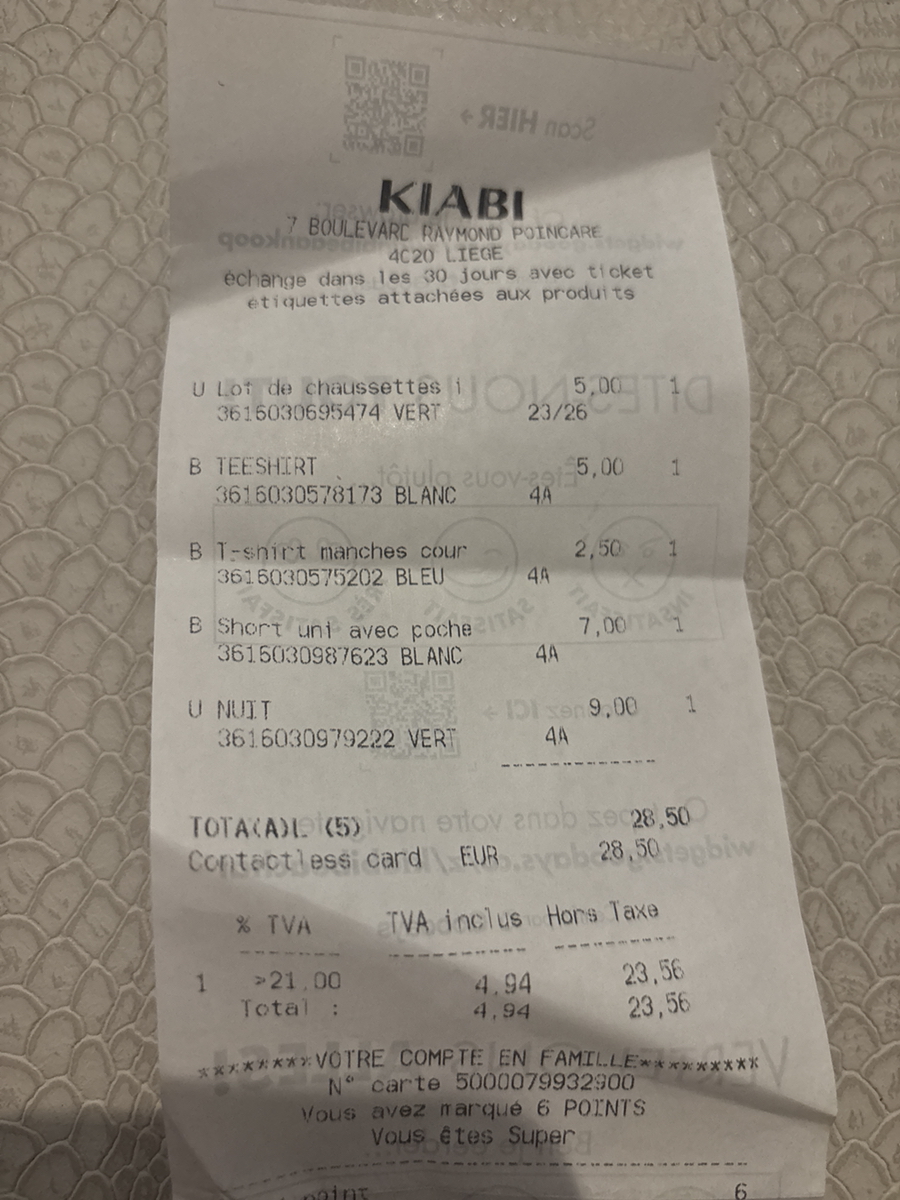 KIABI
7 BOULEVARD RAYMOND POINCARE
4020 LIEGE
échange dans les 30 jours avec ticket
étiquettes attachées aux produits
U Lot de chaussettes i 5,00 1
3616030695474 VERT 23/26
B TEESHIRT 5,00 1
3616030578173 BLANC 4A
B T-shirt manches cour 2,50 1
3616030575202 BLEU 4A
B Short uni avec poche 7,00 1
3616030987623 BLANC 4A
U NUIT 9,00 1
3616030979222 VERT 4A
TOTA(A)L (5) 28,50
Contactless card EUR 28,50
% TVA TVA inclus Hors Taxe
1 >21,00 4,94 23,56
Total : 4,94 23,56
*********VOTRE COMPTE EN FAMILLE*********
N° carte 5000079932900
Vous avez marqué 6 POINTS
Vous êtes Super
point 6
Scan HIER →